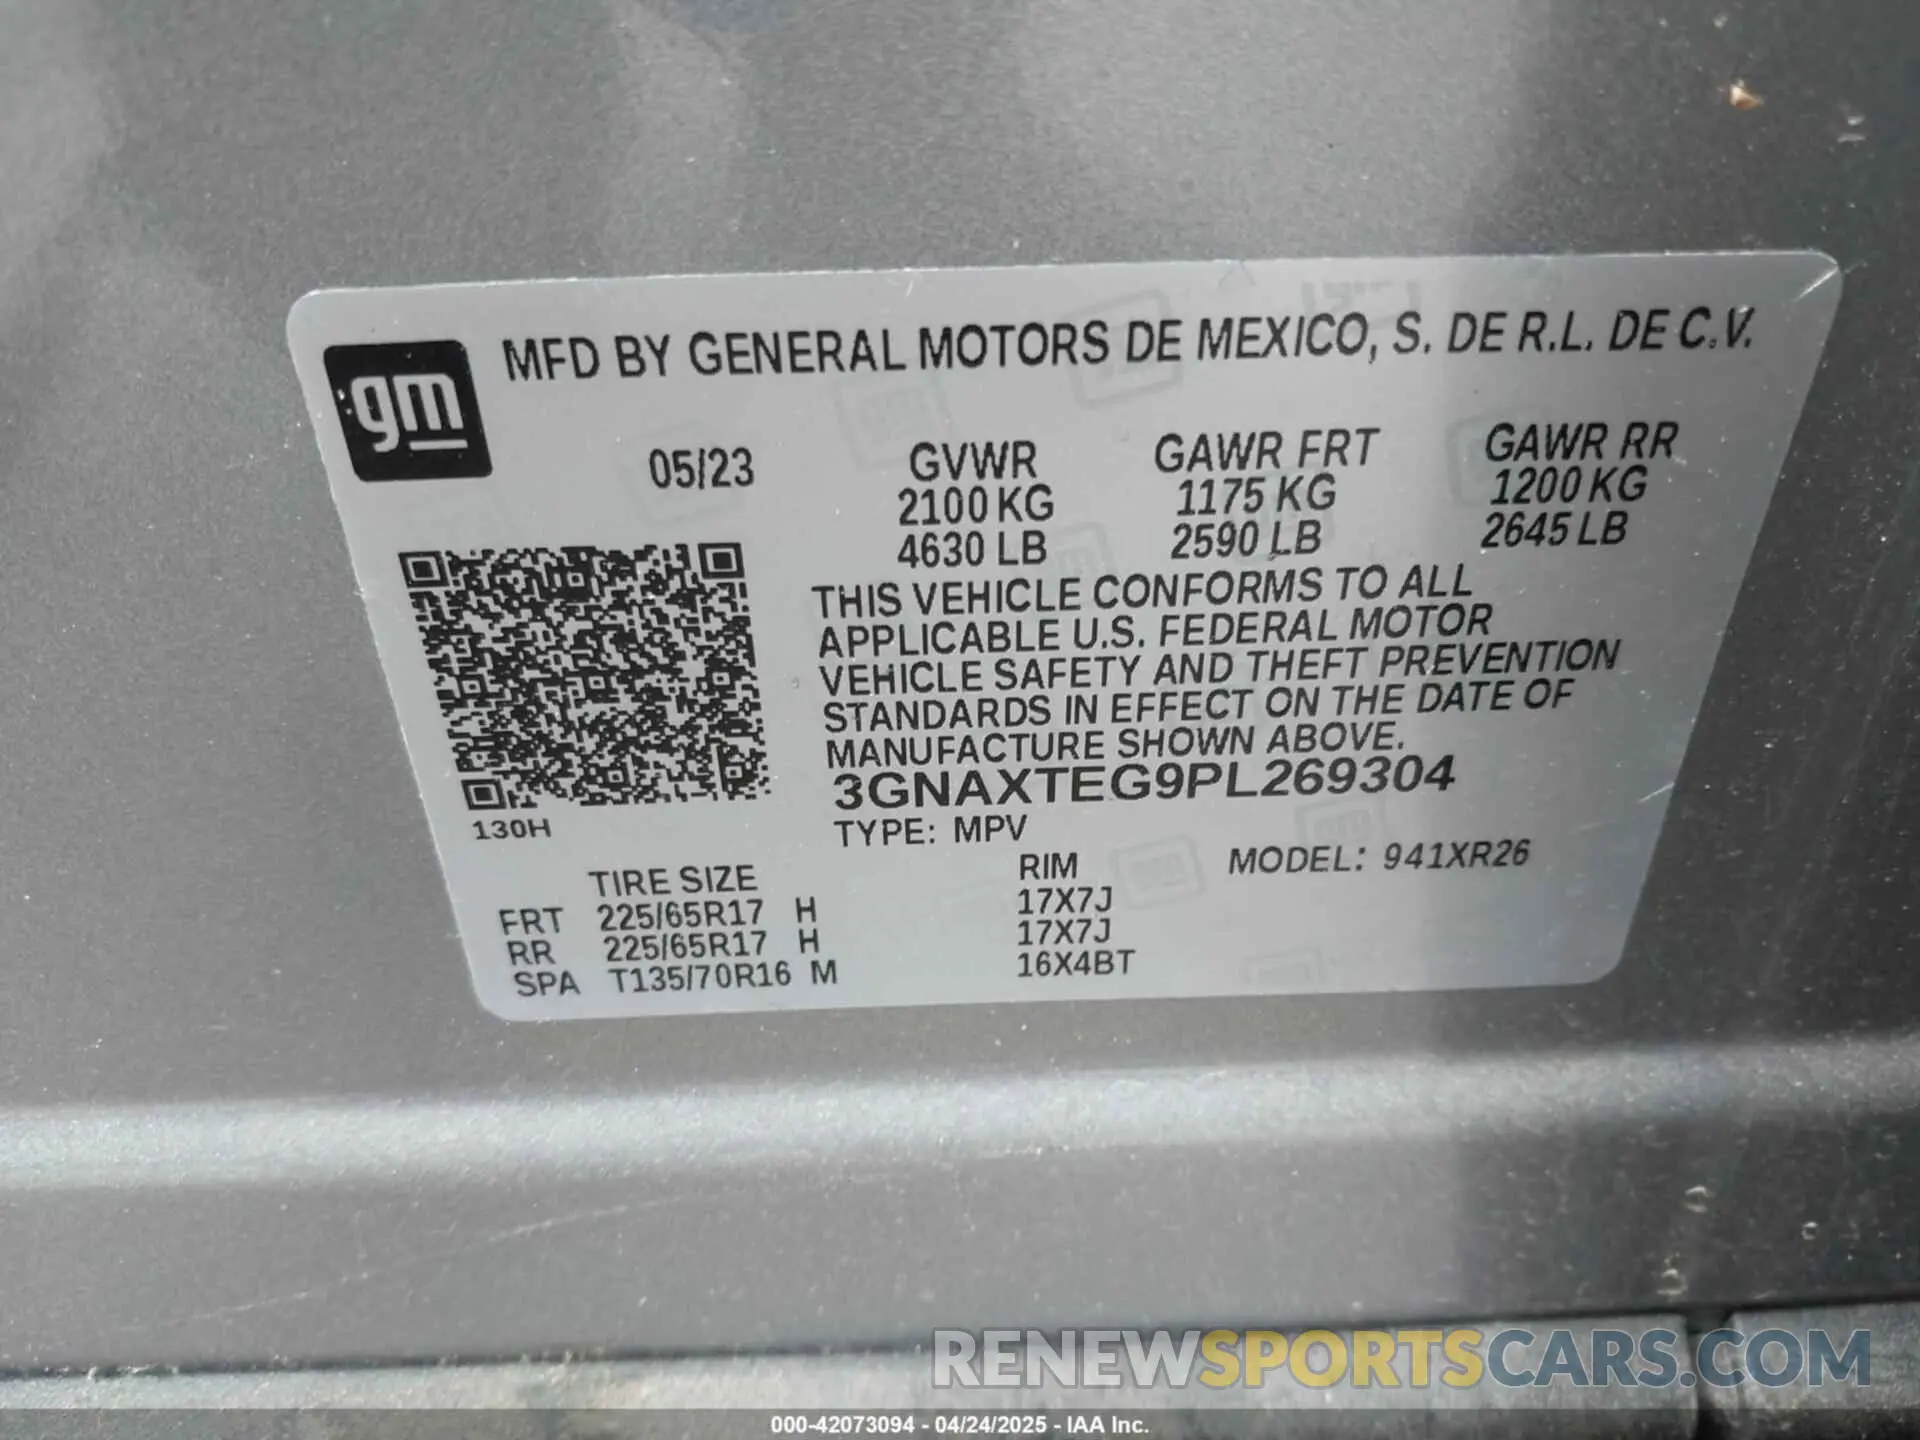 gm
MFD BY GENERAL MOTORS DE MEXICO, S. DE R.L. DE C.V.
05/23 GVWR GAWR FRT GAWR RR
2100 KG 1175 KG 1200 KG
4630 LB 2590 LB 2645 LB
THIS VEHICLE CONFORMS TO ALL
APPLICABLE U.S. FEDERAL MOTOR
VEHICLE SAFETY AND THEFT PREVENTION
STANDARDS IN EFFECT ON THE DATE OF
MANUFACTURE SHOWN ABOVE.
3GNAXTEG9PL269304
130H
TYPE: MPV
TIRE SIZE RIM MODEL: 941XR26
FRT 225/65R17 H 17X7J
RR 225/65R17 H 17X7J
SPA T135/70R16 M 16X4BT
RENEWSPORTSCARS.COM
000-42073094 - 04/24/2025 - IAA Inc.